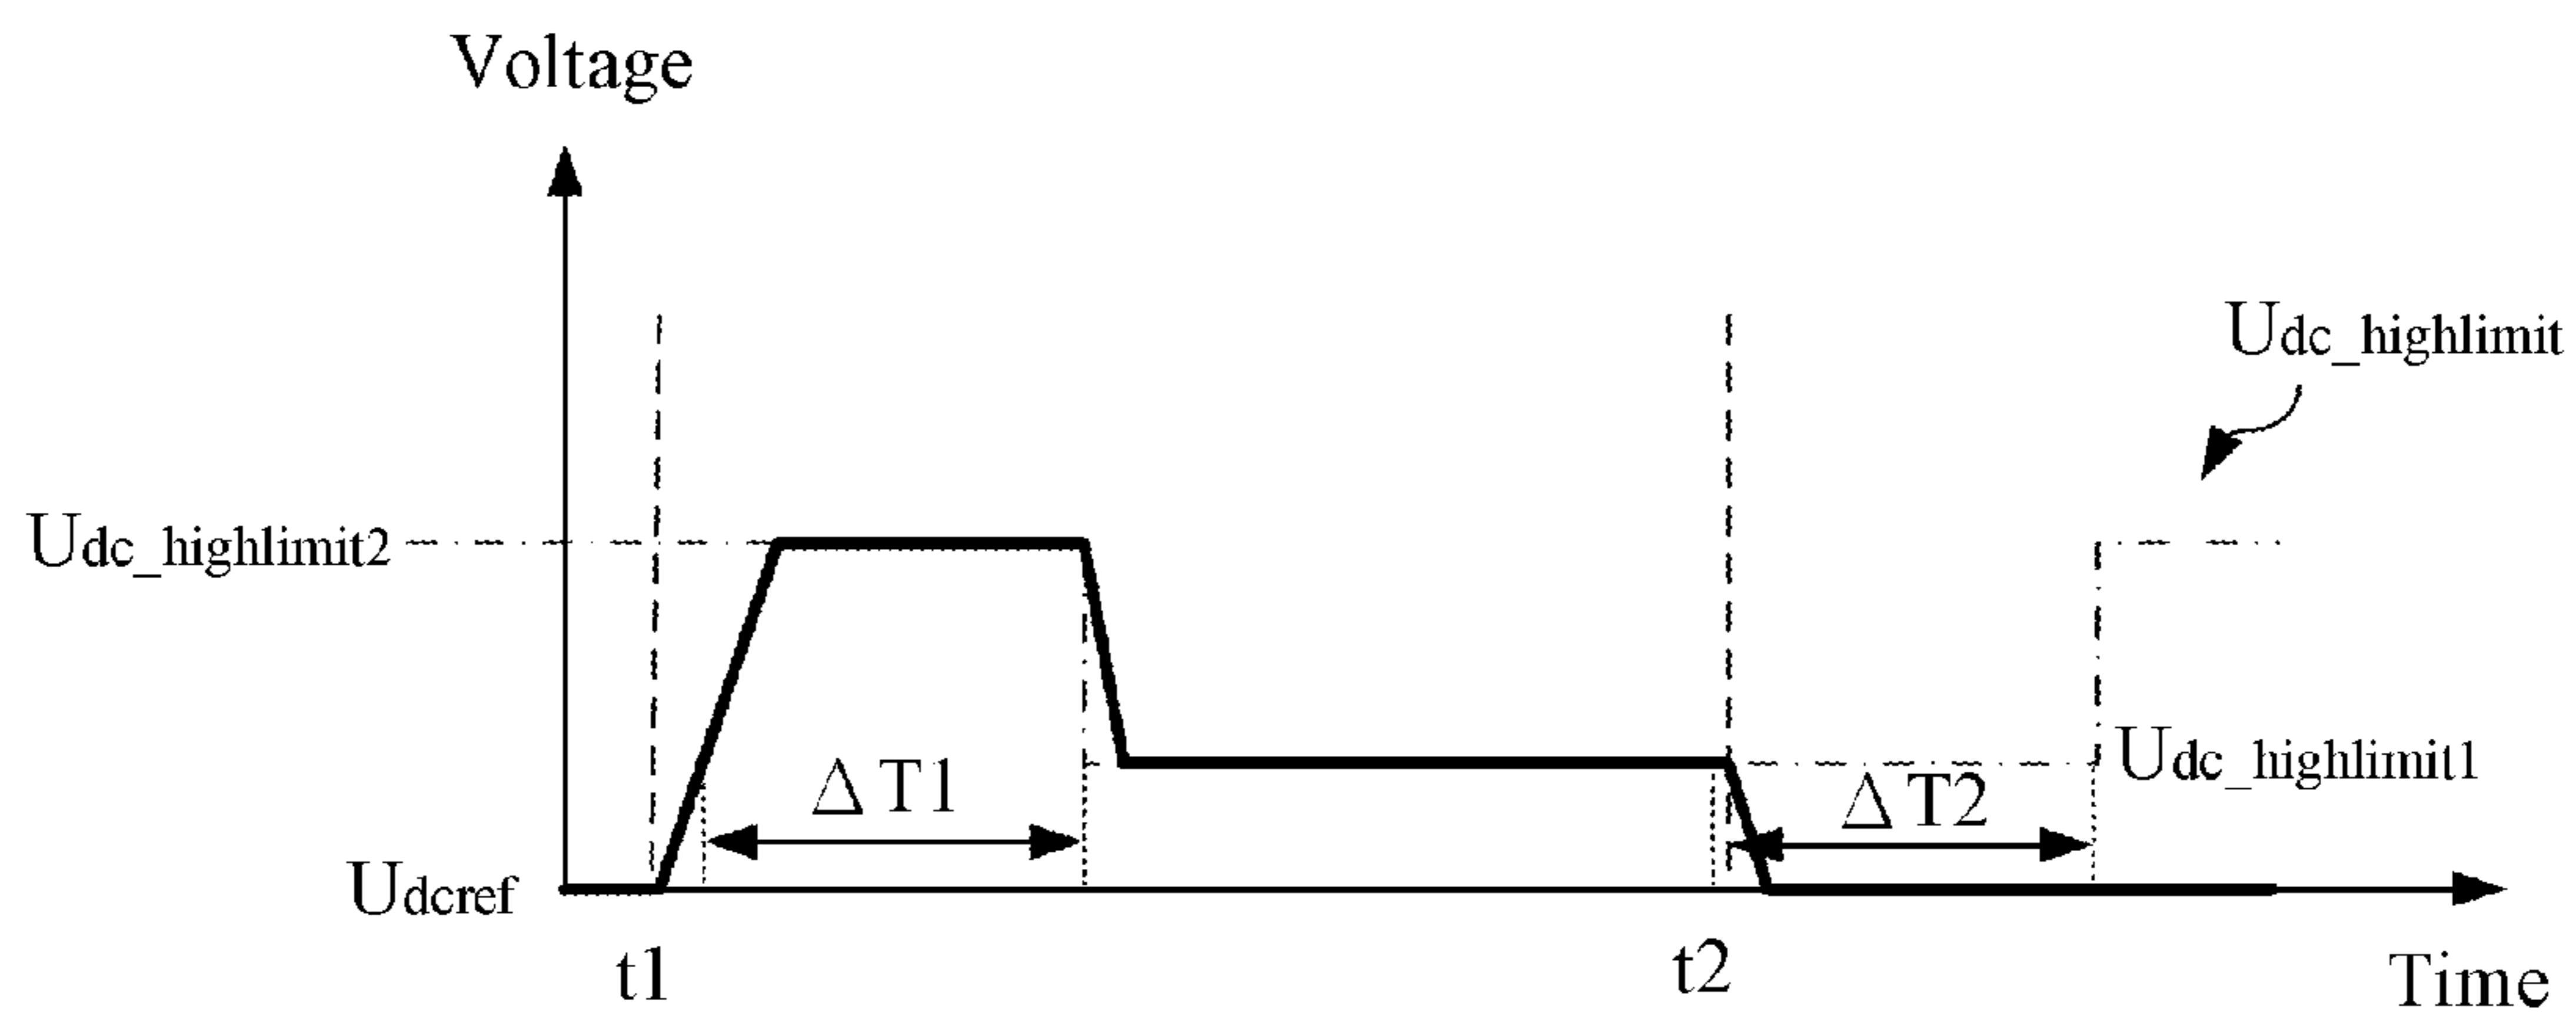 Voltage
Udc_highlimit
Udc_highlimit2
Udc_highlimit1
ΔT1
ΔT2
Udcref
t1
t2
Time